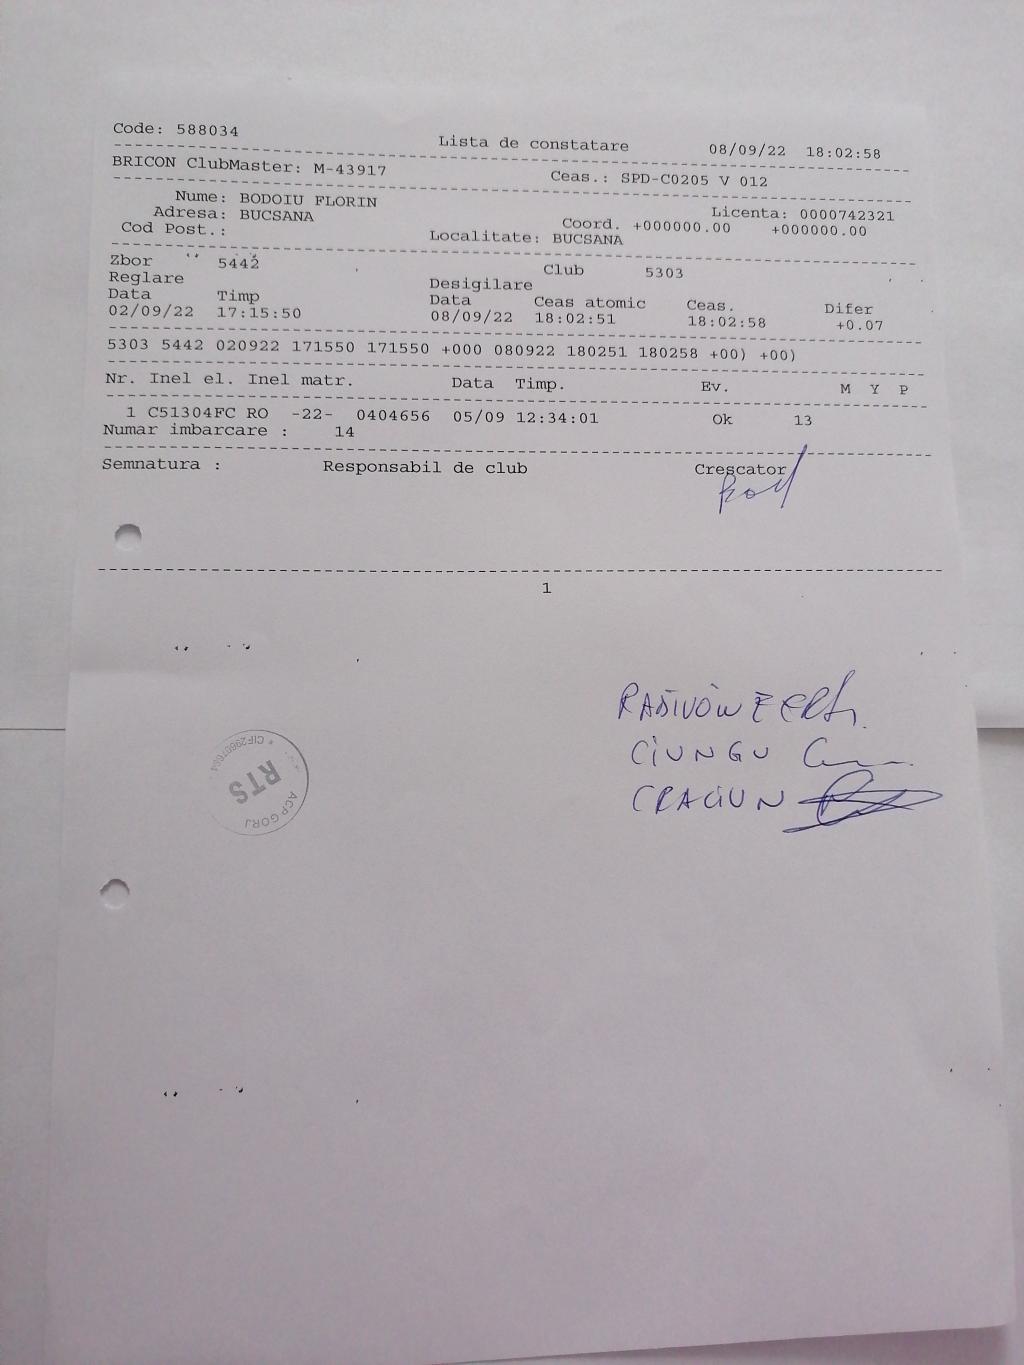 Code: 588034
Lista de constatare 08/09/22 18:02:58
BRICON ClubMaster: M-43917 Ceas.: SPD-C0205 V 012
Nume: BODOIU FLORIN Licenta: 0000742321
Adresa: BUCSANA Coord. +000000.00 +000000.00
Cod Post.: Localitate: BUCSANA
Zbor 5442 Club 5303
Reglare Desigilare
Data Timp Data Ceas atomic Ceas. Difer
02/09/22 17:15:50 08/09/22 18:02:51 18:02:58 +0.07
5303 5442 020922 171550 171550 +000 080922 180251 180258 +00) +00)
Nr. Inel el. Inel matr. Data Timp. Ev. M Y P
1 C51304FC RO -22- 0404656 05/09 12:34:01 Ok 13
Numar imbarcare : 14
Semnatura : Responsabil de club Crescator
1
CIUNGU
CRACIUN
RTS
ACP GORJ